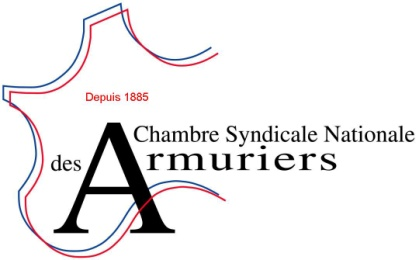 Depuis 1885
Chambre Syndicale Nationale
des Armuriers